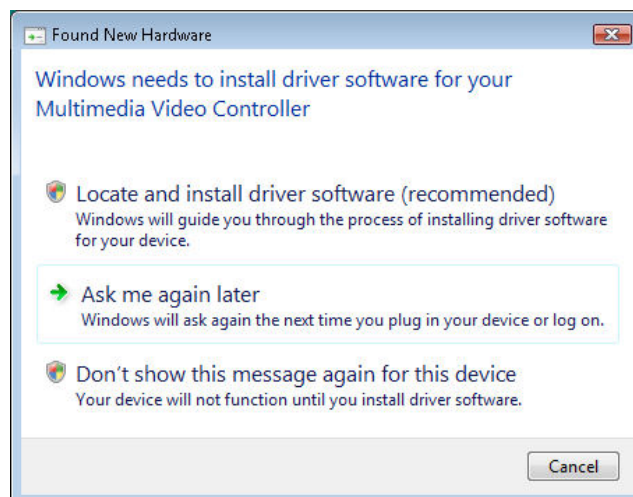 Found New Hardware
Windows needs to install driver software for your
Multimedia Video Controller
Locate and install driver software (recommended)
Windows will guide you through the process of installing driver software
for your device.
Ask me again later
Windows will ask again the next time you plug in your device or log on.
Don't show this message again for this device
Your device will not function until you install driver software.
Cancel